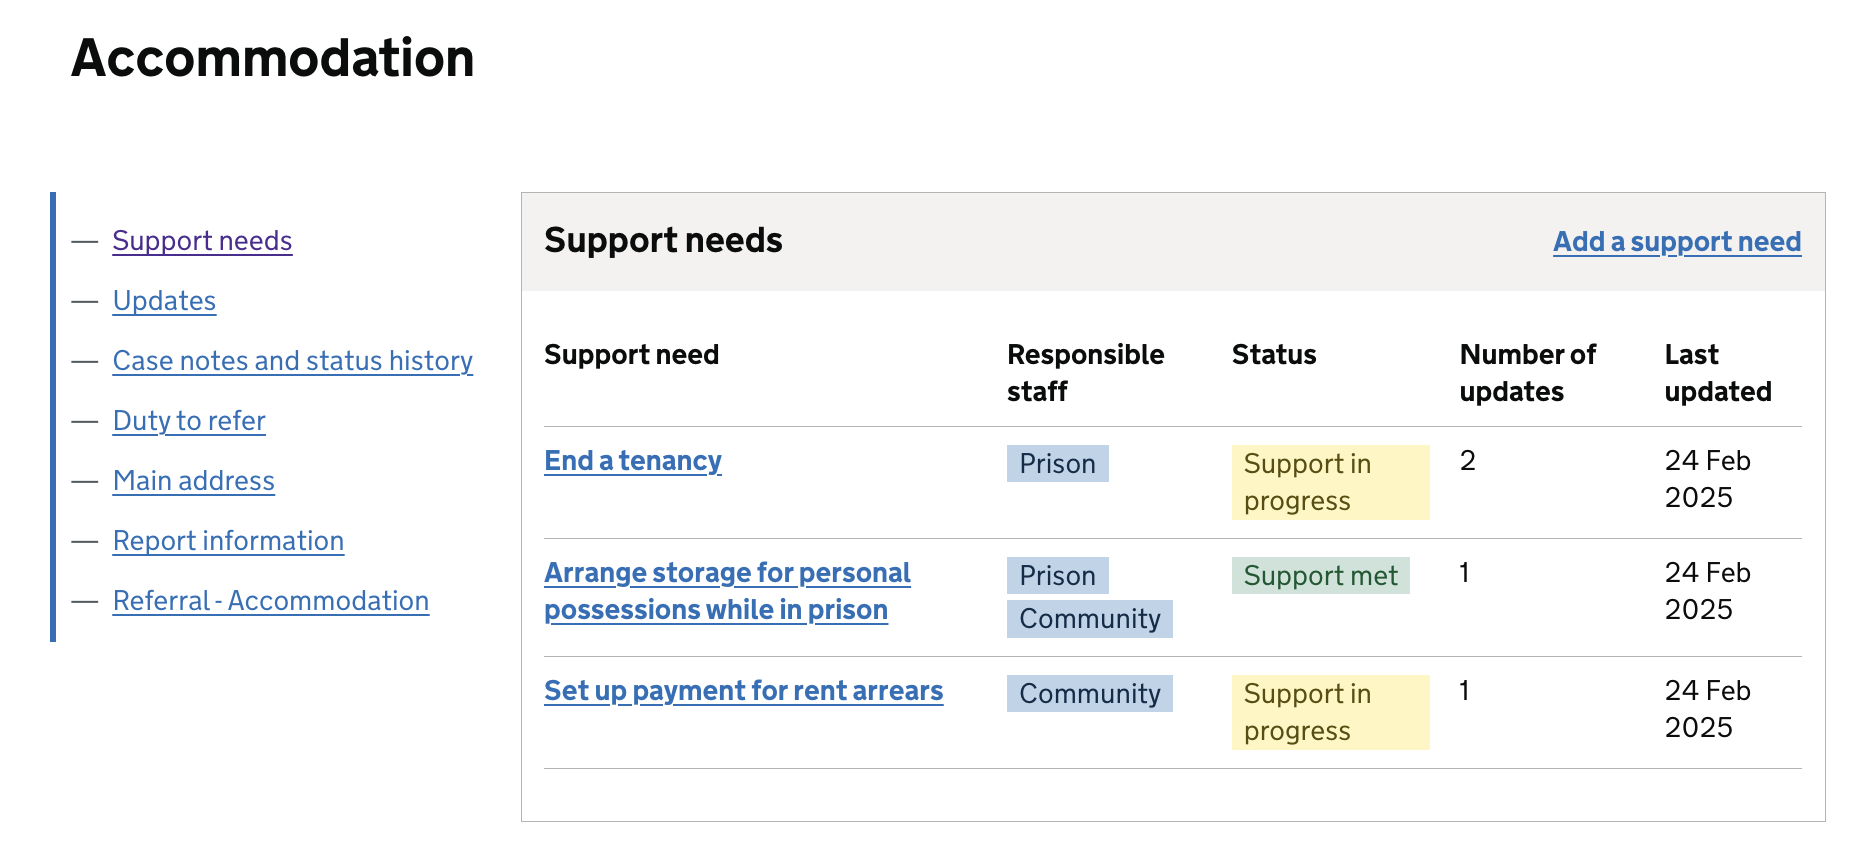 Accommodation
— Support needs
— Updates
— Case notes and status history
— Duty to refer
— Main address
— Report information
— Referral - Accommodation
Support needs
Add a support need
Support need
Responsible
staff
Status
Number of
updates
Last
updated
End a tenancy
Prison
Support in
progress
2
24 Feb
2025
Arrange storage for personal
possessions while in prison
Prison
Community
Support met
1
24 Feb
2025
Set up payment for rent arrears
Community
Support in
progress
1
24 Feb
2025